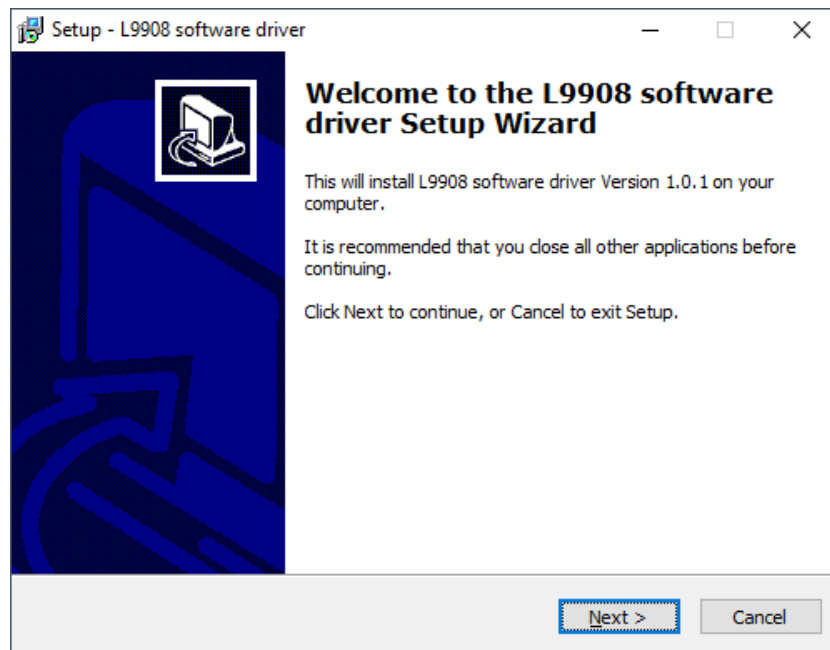 Setup - L9908 software driver
Welcome to the L9908 software
driver Setup Wizard
This will install L9908 software driver Version 1.0.1 on your
computer.
It is recommended that you close all other applications before
continuing.
Click Next to continue, or Cancel to exit Setup.
Next >
Cancel